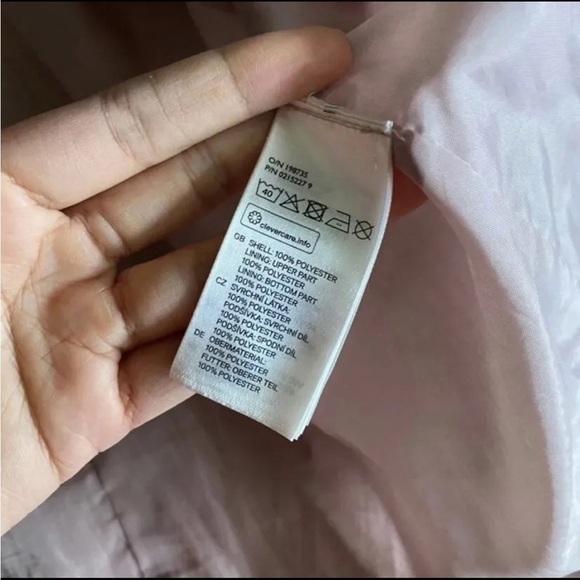 O/N 198735
P/N 0215227 9
40
clevercare.info
GB SHELL: 100% POLYESTER
LINING: UPPER PART
100% POLYESTER
LINING: BOTTOM PART
100% POLYESTER
CZ SVRCHNÍ LÁTKA:
100% POLYESTER
PODŠÍVKA: SVRCHNÍ DÍL
100% POLYESTER
PODŠÍVKA: SPODNÍ DÍL
100% POLYESTER
DE OBERMATERIAL:
100% POLYESTER
FUTTER: OBERER TEIL
100% POLYESTER